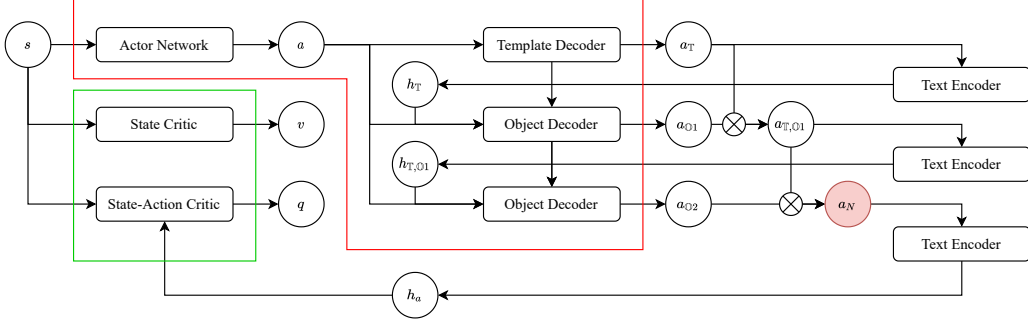 s
Actor Network
a
Template Decoder
a_𝕋
h_𝕋
Text Encoder
State Critic
v
Object Decoder
a_𝕆1
a_𝕋,𝕆1
h_𝕋,𝕆1
Text Encoder
State-Action Critic
q
Object Decoder
a_𝕆2
a_N
Text Encoder
h_a